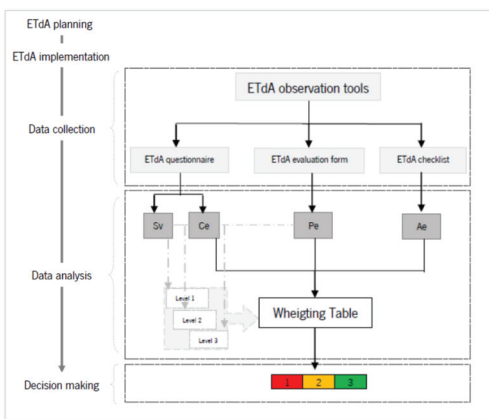 ETdA planning
ETdA implementation
ETdA observation tools
Data collection
ETdA questionnaire
ETdA evaluation form
ETdA checklist
Sv
Ce
Pe
Ae
Data analysis
Level 1
Level 2
Level 3
Wheigting Table
Decision making
1
2
3